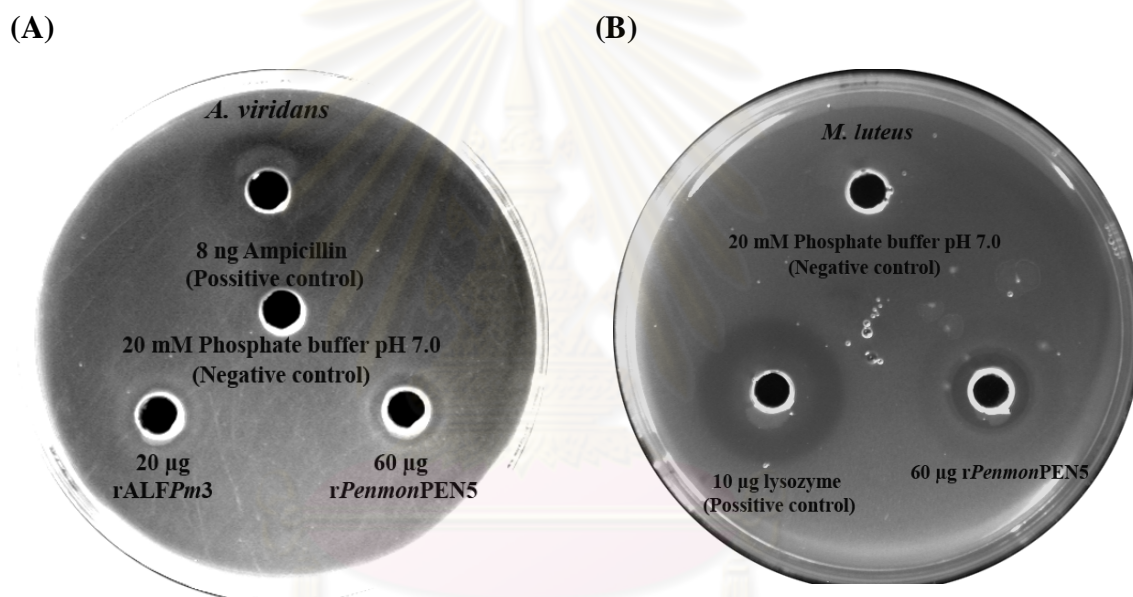 (A)
(B)
A. viridans
8 ng Ampicillin
(Possitive control)
20 mM Phosphate buffer pH 7.0
(Negative control)
20 µg
rALFPm3
60 µg
rPenmonPEN5
M. luteus
20 mM Phosphate buffer pH 7.0
(Negative control)
10 µg lysozyme
(Possitive control)
60 µg rPenmonPEN5